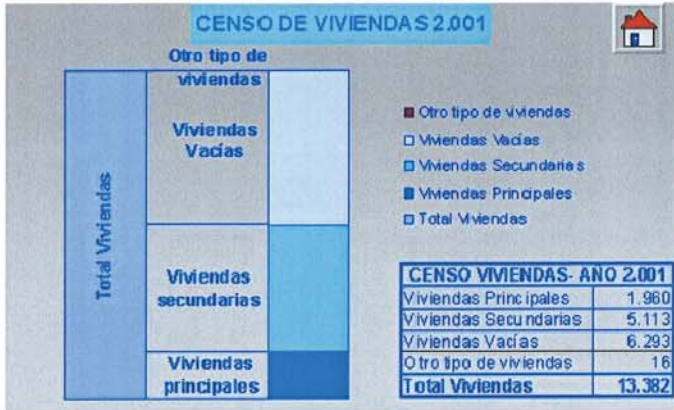 CENSO DE VIVIENDAS 2.001
Otro tipo de
viviendas
Viviendas
Vacías
Total Viviendas
Viviendas
secundarias
Viviendas
principales
Otro tipo de viviendas
Viviendas Vacías
Viviendas Secundarias
Viviendas Principales
Total Viviendas
CENSO VIVIENDAS- AÑO 2.001
Viviendas Principales 1.960
Viviendas Secundarias 5.113
Viviendas Vacías 6.293
Otro tipo de viviendas 16
Total Viviendas 13.382